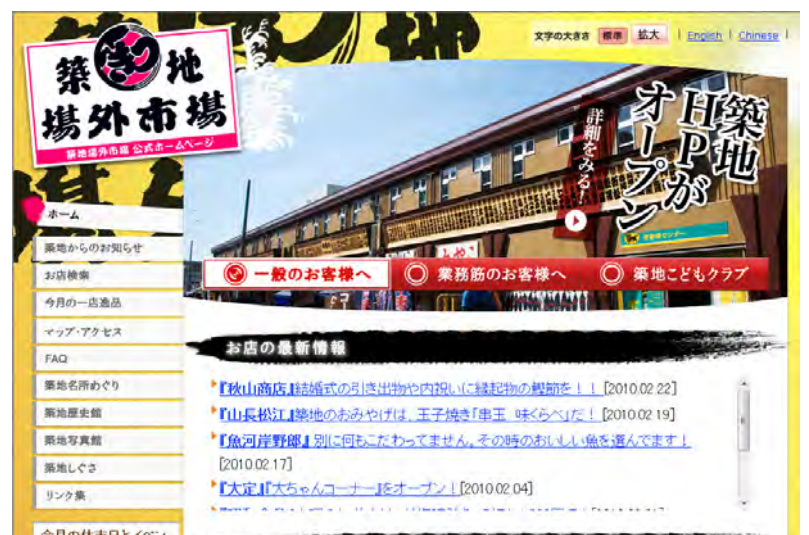 文字の大きさ 標準 拡大 | English | Chinese |
築地
場外市場
築地場外市場 公式ホームページ
築地
HPが
オープン
詳細をみる!
一般のお客様へ 業務筋のお客様へ 築地こどもクラブ
ホーム
築地からのお知らせ
お店検索
今月の一店逸品
マップ・アクセス
FAQ
築地名所めぐり
築地歴史館
築地写真館
築地しぐさ
リンク集
お店の最新情報
『秋山商店』結婚式の引き出物や内祝いに縁起物の鰹節を!! [2010.02.22]
『山長松江』築地のおみやげは、玉子焼き「串玉 味くらべ」だ! [2010.02.19]
『魚河岸野郎』 別に何もこだわってません。その時のおいしい魚を選んでます!
[2010.02.17]
『大定』『大ちゃんコーナー』をオープン! [2010.02.04]